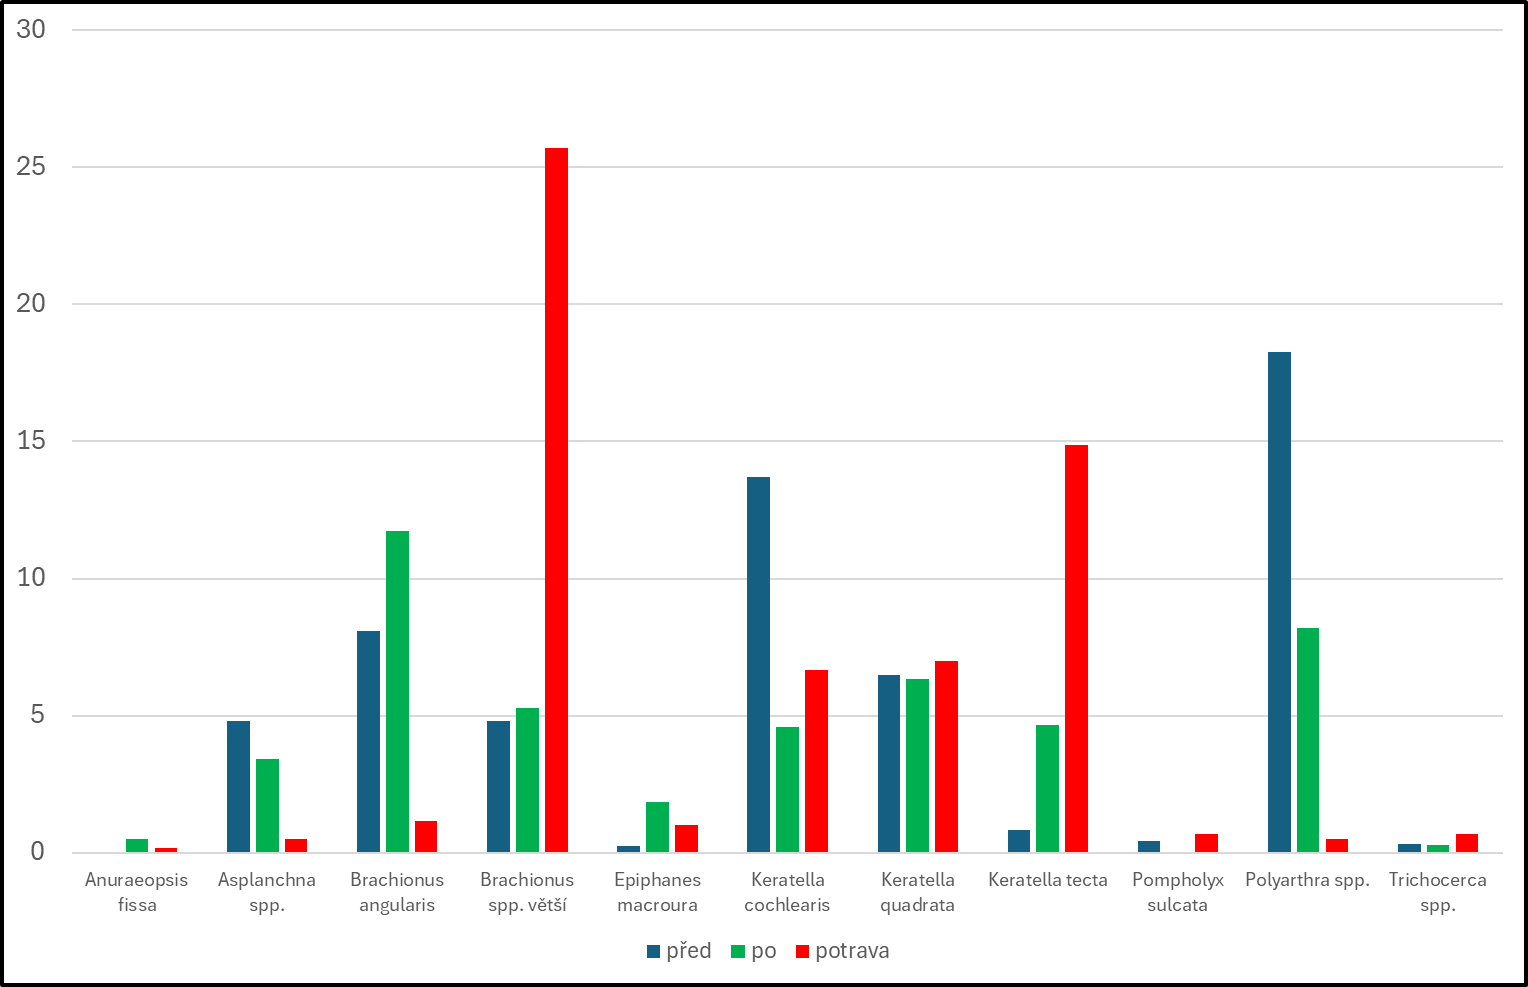 30
25
20
15
10
5
0
Anuraeopsis fissa
Asplanchna spp.
Brachionus angularis
Brachionus spp. větší
Epiphanes macroura
Keratella cochlearis
Keratella quadrata
Keratella tecta
Pompholyx sulcata
Polyarthra spp.
Trichocerca spp.
před po potrava